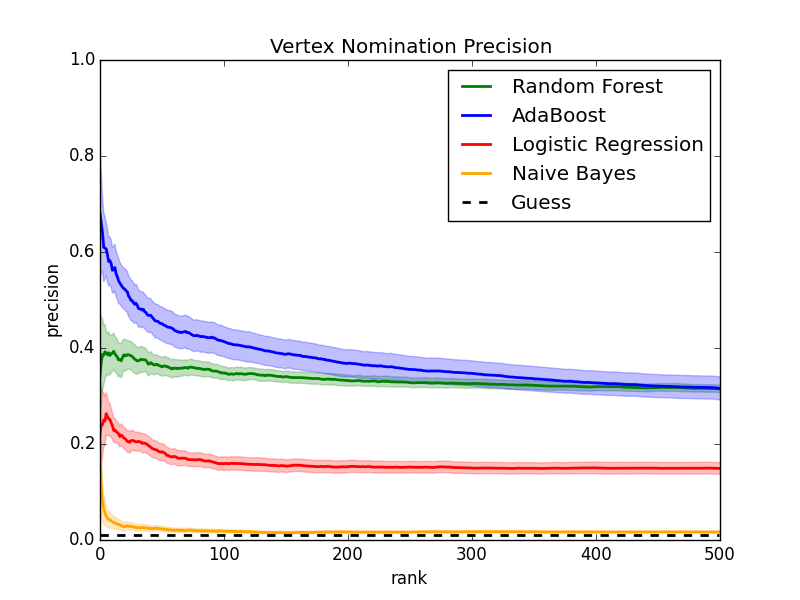 Vertex Nomination Precision
1.0
0.8
0.6
0.4
0.2
0.0
precision
Random Forest
AdaBoost
Logistic Regression
Naive Bayes
Guess
0 100 200 300 400 500
rank